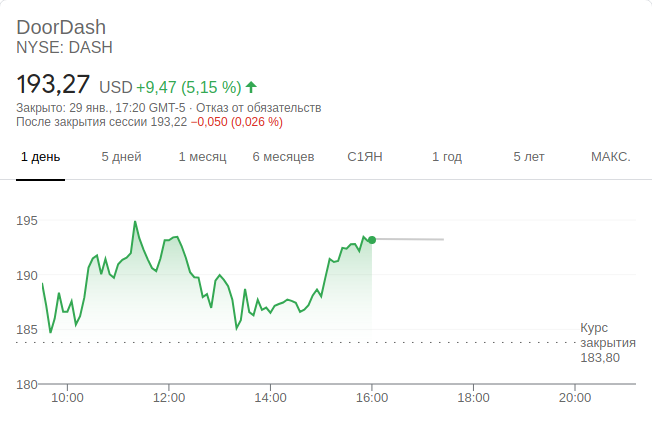 DoorDash
NYSE: DASH
193,27 USD +9,47 (5,15 %)
Закрыто: 29 янв., 17:20 GMT-5 · Отказ от обязательств
После закрытия сессии 193,22 −0,050 (0,026 %)
1 день 5 дней 1 месяц 6 месяцев С1ЯН 1 год 5 лет МАКС.
195
190
185
Курс
закрытия
183,80
180
10:00 12:00 14:00 16:00 18:00 20:00